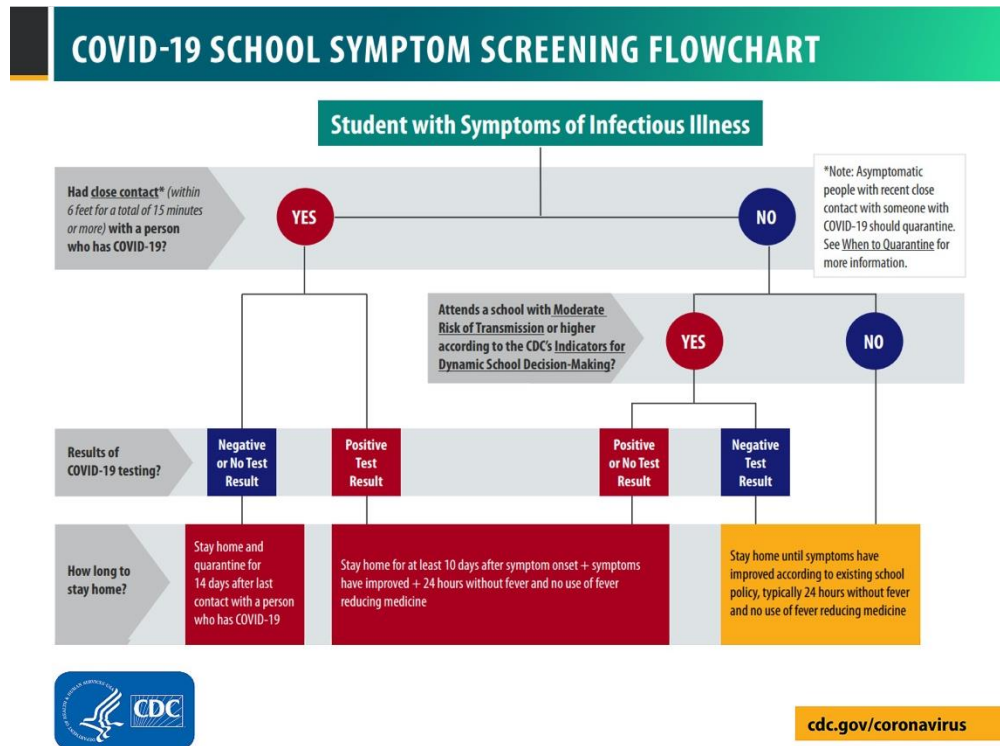 COVID-19 SCHOOL SYMPTOM SCREENING FLOWCHART
Student with Symptoms of Infectious Illness
Had close contact* (within
6 feet for a total of 15 minutes
or more) with a person
who has COVID-19?
YES
NO
*Note: Asymptomatic
people with recent close
contact with someone with
COVID-19 should quarantine.
See When to Quarantine for
more information.
Attends a school with Moderate
Risk of Transmission or higher
according to the CDC's Indicators for
Dynamic School Decision-Making?
YES
NO
Results of
COVID-19 testing?
Negative
or No Test
Result
Positive
Test
Result
Positive
or No Test
Result
Negative
Test
Result
How long to
stay home?
Stay home and
quarantine for
14 days after last
contact with a person
who has COVID-19
Stay home for at least 10 days after symptom onset + symptoms
have improved + 24 hours without fever and no use of fever
reducing medicine
Stay home until symptoms have
improved according to existing school
policy, typically 24 hours without fever
and no use of fever reducing medicine
CDC
cdc.gov/coronavirus